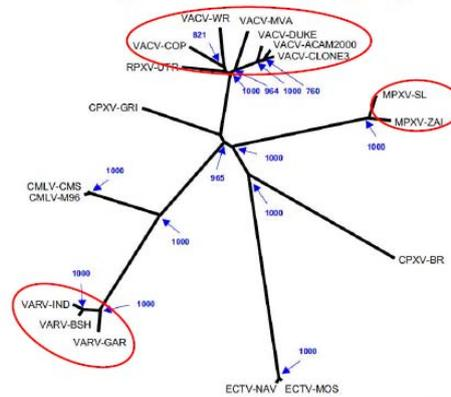 VACV-WR
VACV-MVA
821
VACV-DUKE
VACV-COP
VACV-ACAM2000
VACV-CLONE3
RPXV-UTR
1000
964
1000
760
MPXV-SL
CPXV-GRI
MPXV-ZAI
1000
1000
965
1000
CMLV-CMS
CMLV-M96
1000
1000
CPXV-BR
1000
1000
VARV-IND
VARV-BSH
VARV-GAR
1000
ECTV-NAV
ECTV-MOS